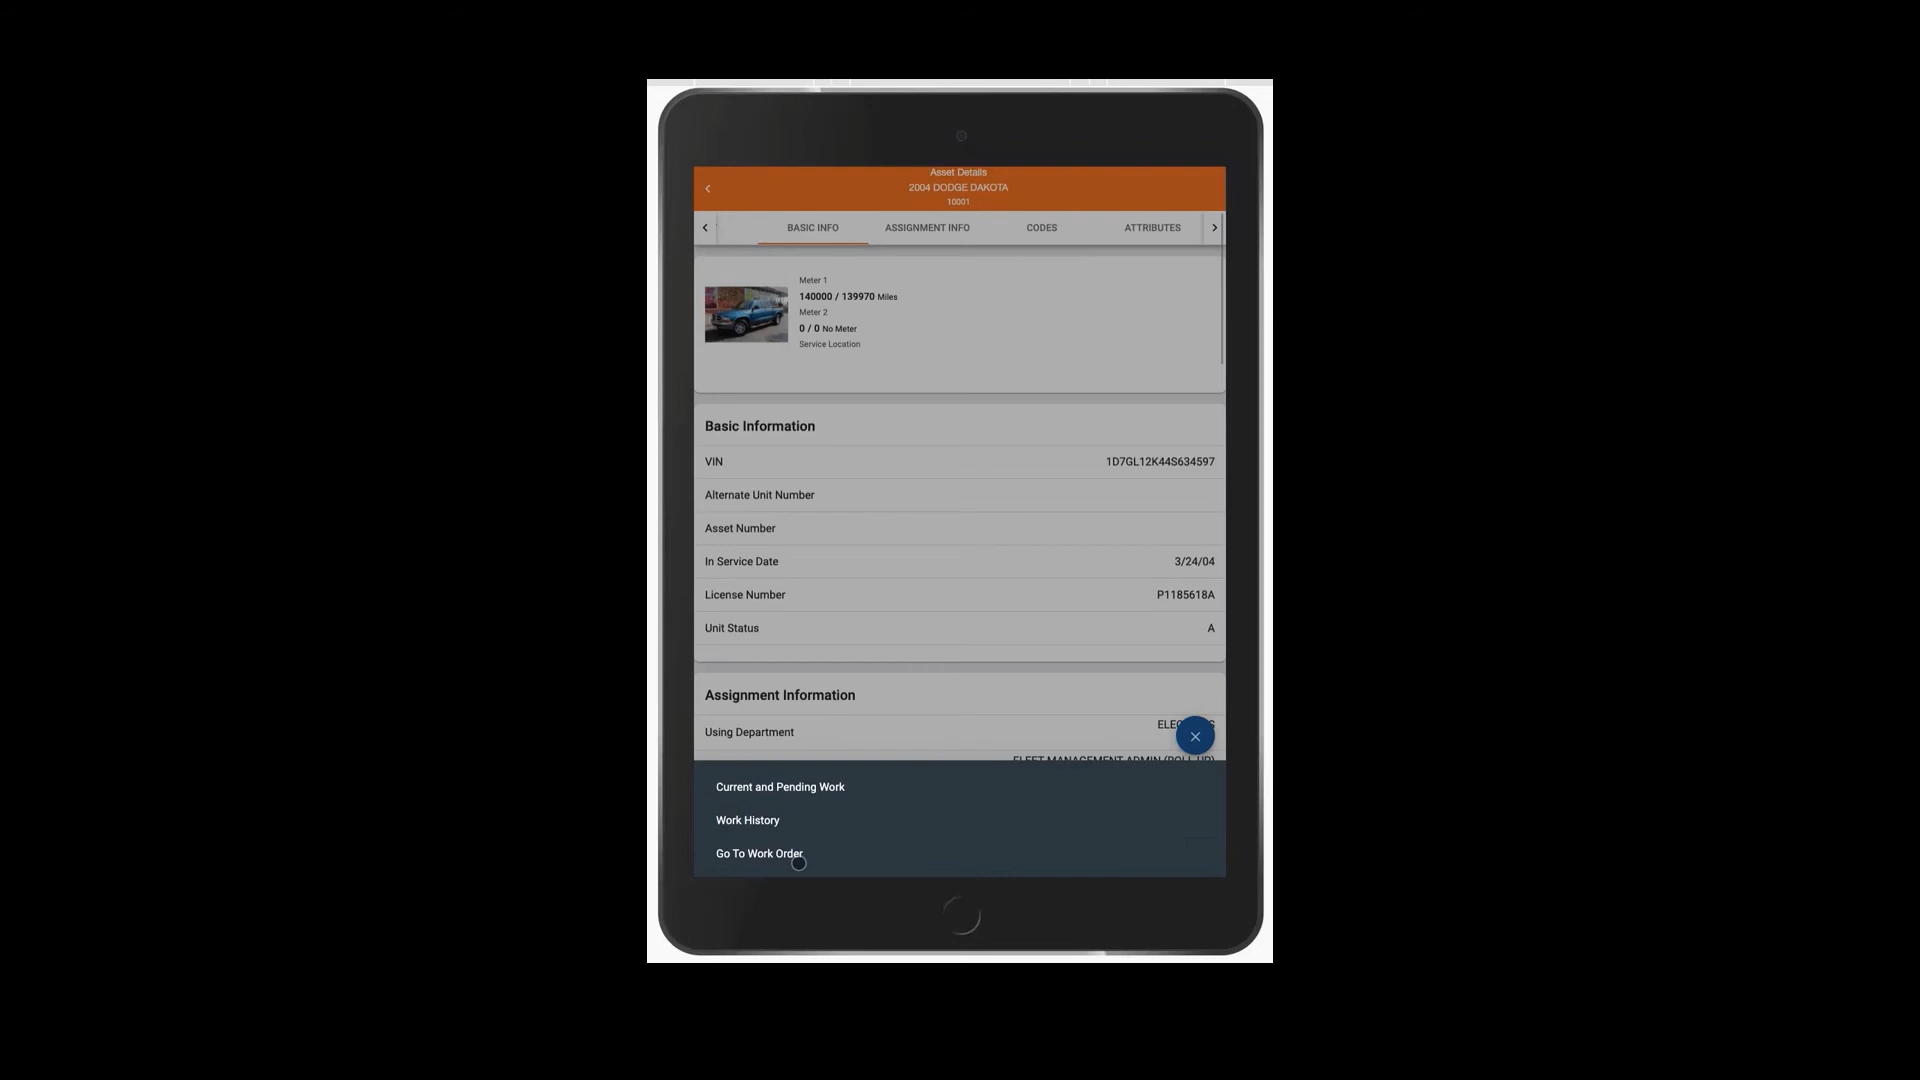 Asset Details
2004 DODGE DAKOTA
10001
BASIC INFO ASSIGNMENT INFO CODES ATTRIBUTES
Meter 1
140000 / 139970 Miles
Meter 2
0 / 0 No Meter
Service Location
Basic Information
VIN 1D7GL12K44S634597
Alternate Unit Number
Asset Number
In Service Date 3/24/04
License Number P1185618A
Unit Status A
Assignment Information
Using Department
FLEET MANAGEMENT ADMIN (ROLL-UP)
Current and Pending Work
Work History
Go To Work Order